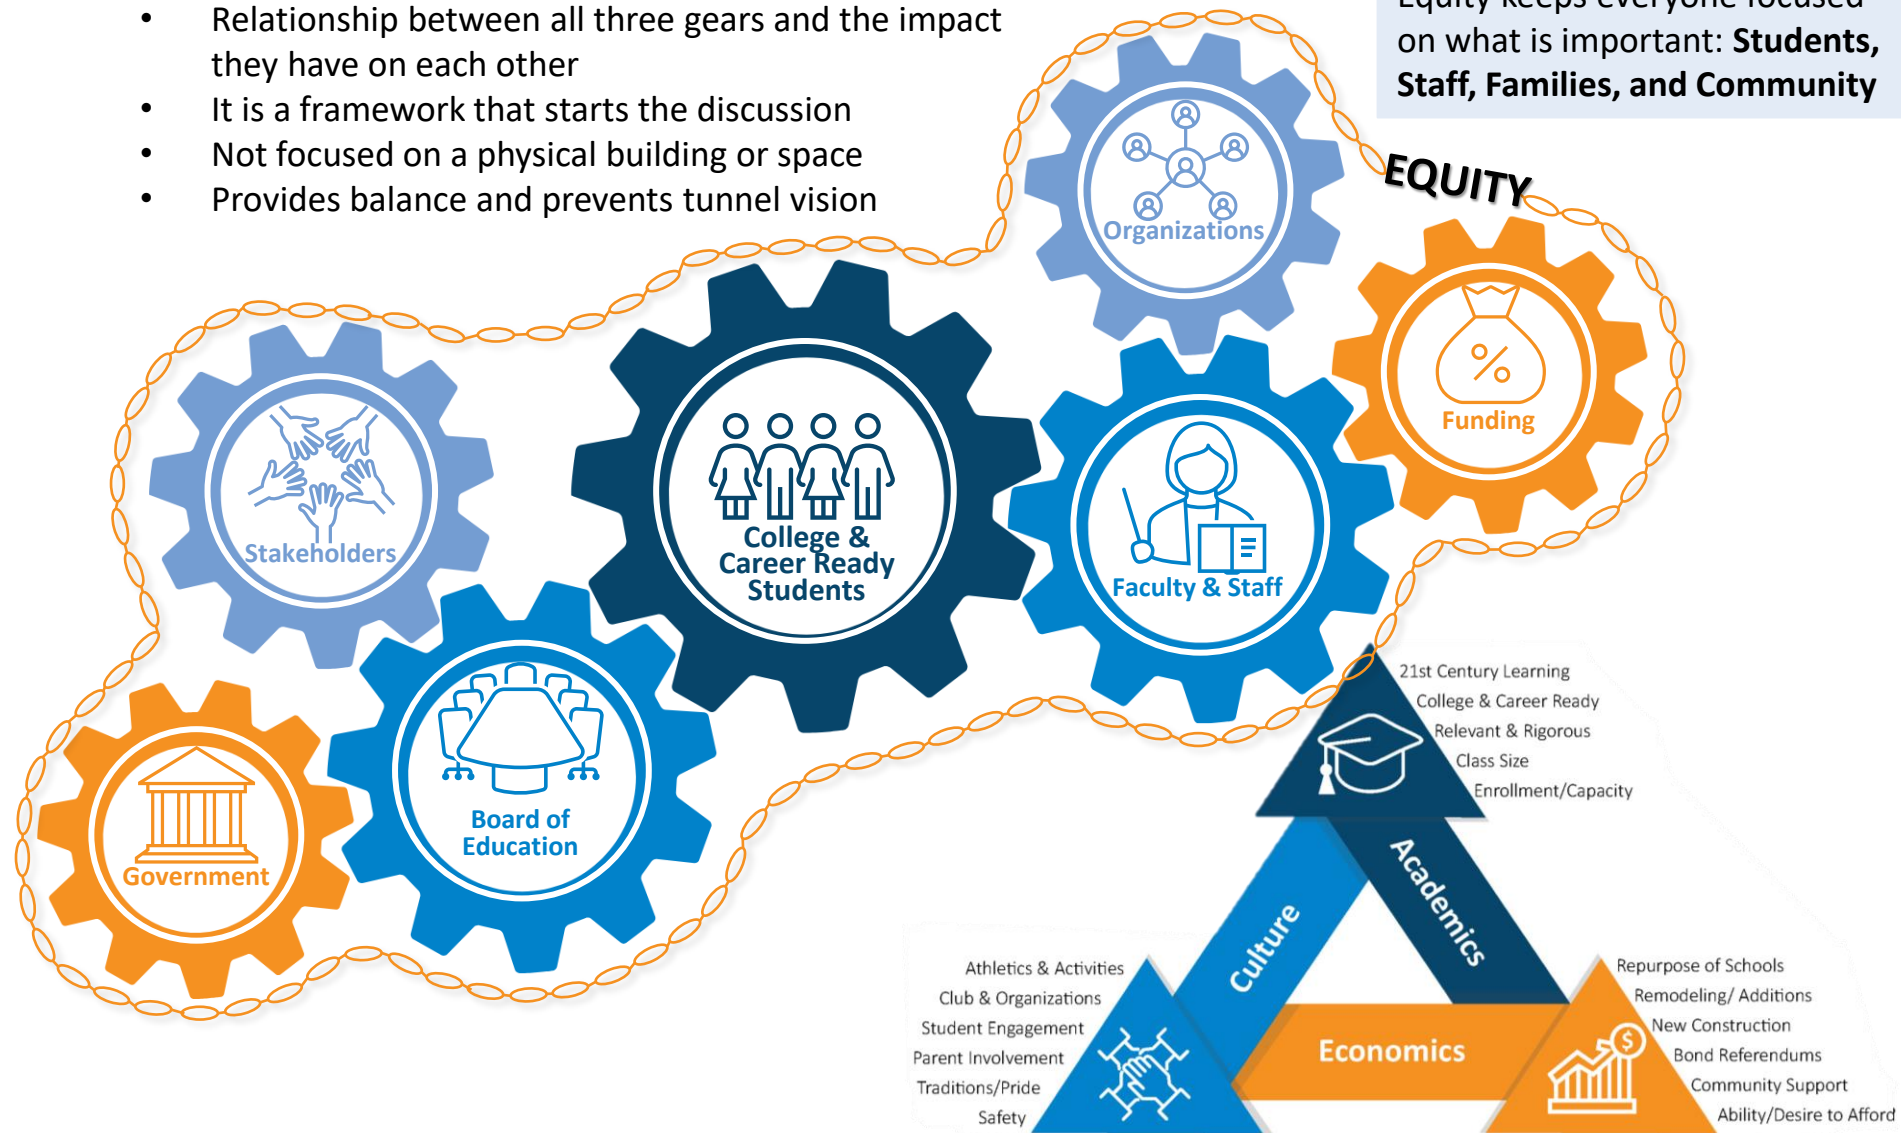 • Relationship between all three gears and the impact
they have on each other
• It is a framework that starts the discussion
• Not focused on a physical building or space
• Provides balance and prevents tunnel vision
Equity keeps everyone focused
on what is important: Students,
Staff, Families, and Community
EQUITY
Organizations
Funding
Stakeholders
College &
Career Ready
Students
Faculty & Staff
Board of
Education
Government
21st Century Learning
College & Career Ready
Relevant & Rigorous
Class Size
Enrollment/Capacity
Academics
Culture
Economics
Athletics & Activities
Club & Organizations
Student Engagement
Parent Involvement
Traditions/Pride
Safety
Repurpose of Schools
Remodeling/ Additions
New Construction
Bond Referendums
Community Support
Ability/Desire to Afford